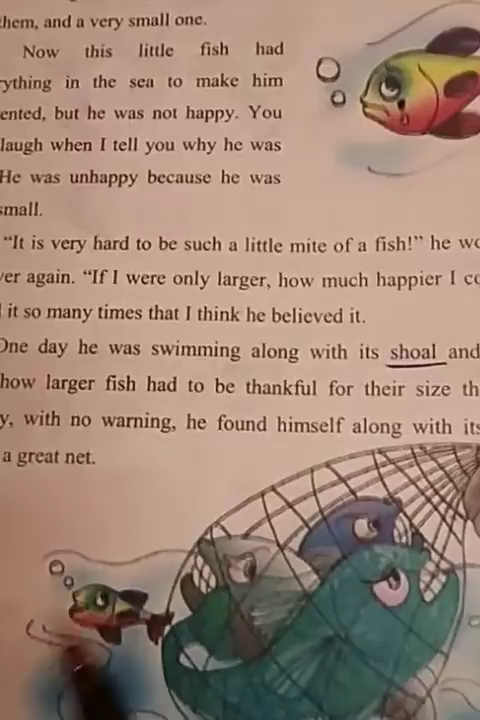 them, and a very small one.
Now this little fish had
rything in the sea to make him
ented, but he was not happy. You
laugh when I tell you why he was
He was unhappy because he was
small.
"It is very hard to be such a little mite of a fish!" he wo
ver again. "If I were only larger, how much happier I co
it so many times that I think he believed it.
One day he was swimming along with its shoal and
how larger fish had to be thankful for their size th
y, with no warning, he found himself along with its
a great net.